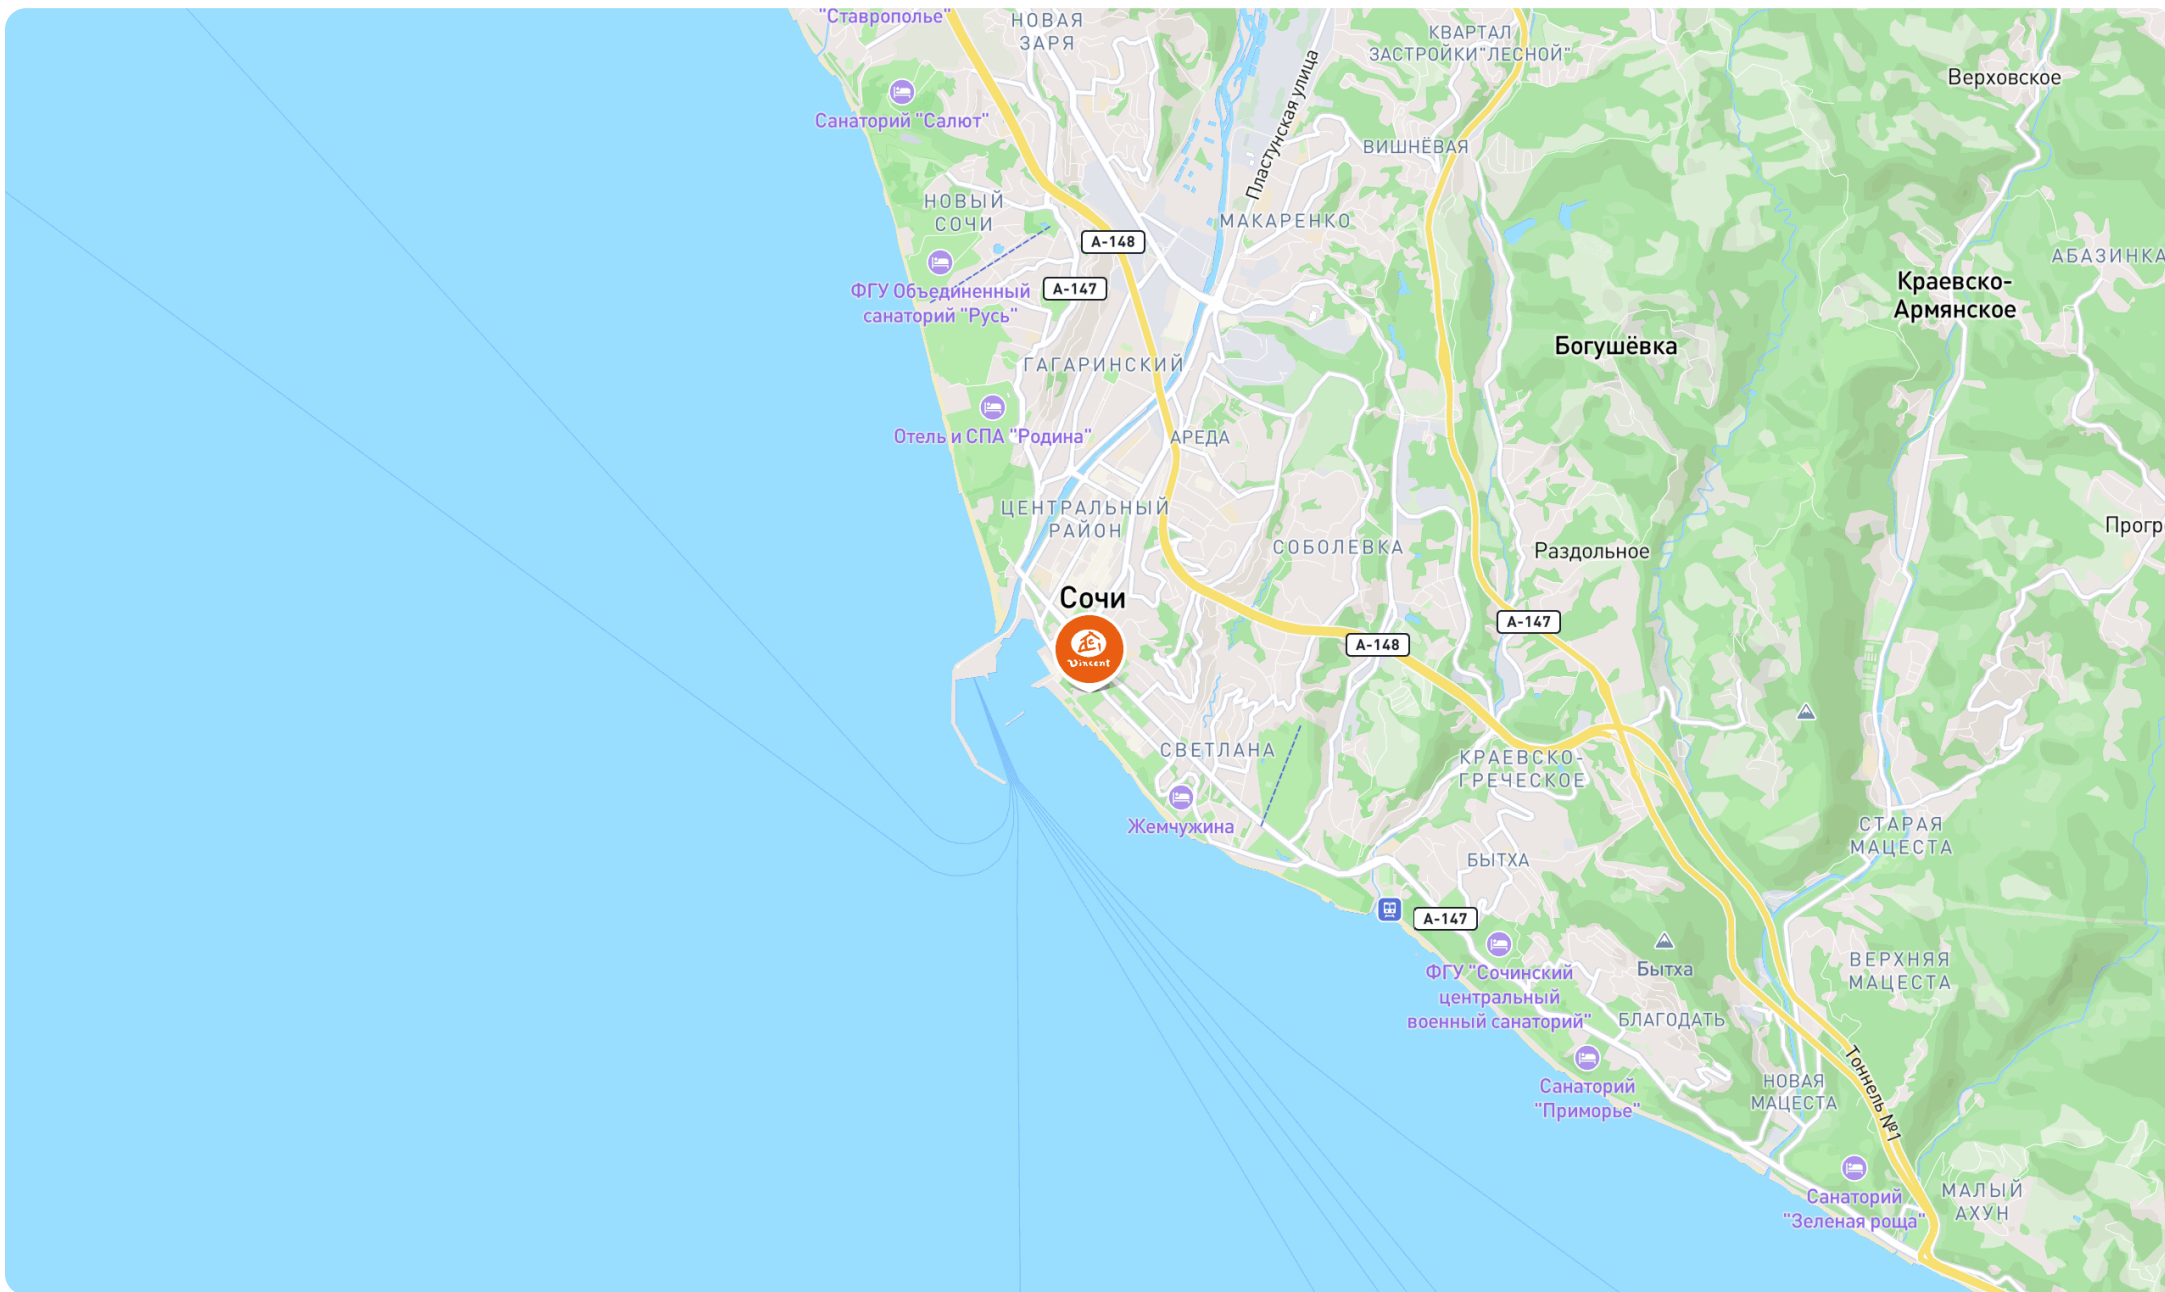 "Ставрополье"
НОВАЯ
ЗАРЯ
КВАРТАЛ
ЗАСТРОЙКИ"ЛЕСНОЙ"
Верховское
Санаторий "Салют"
Пластунская улица
ВИШНЁВАЯ
НОВЫЙ
СОЧИ
МАКАРЕНКО
А-148
АБАЗИНКА
ФГУ Объединенный
санаторий "Русь"
А-147
Краевско-
Армянское
Богушёвка
ГАГАРИНСКИЙ
Отель и СПА "Родина"
АРЕДА
ЦЕНТРАЛЬНЫЙ
РАЙОН
Прогр
СОБОЛЕВКА
Раздольное
Сочи
Vincent
А-147
А-148
СВЕТЛАНА
КРАЕВСКО-
ГРЕЧЕСКОЕ
Жемчужина
СТАРАЯ
МАЦЕСТА
БЫТХА
А-147
ФГУ "Сочинский
центральный
военный санаторий"
Бытха
ВЕРХНЯЯ
МАЦЕСТА
БЛАГОДАТЬ
Санаторий
"Приморье"
НОВАЯ
МАЦЕСТА
Тоннель №1
Санаторий
"Зеленая роща"
МАЛЫЙ
АХУН